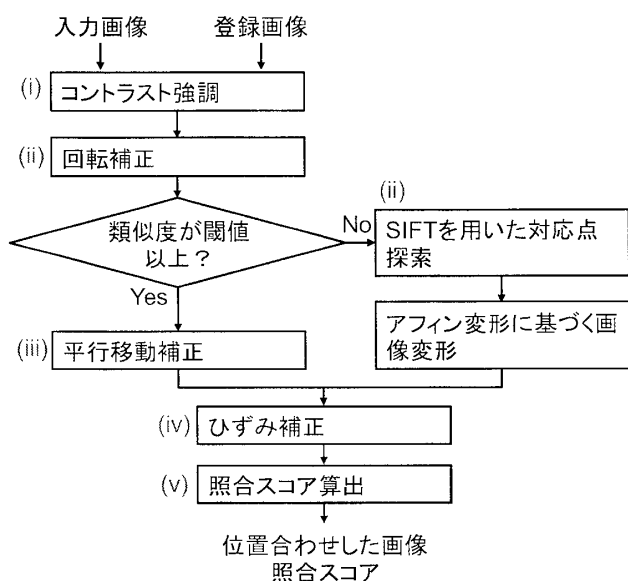 入力画像
登録画像
(i)
コントラスト強調
(ii)
回転補正
類似度が閾値
以上？
No
(ii)
SIFTを用いた対応点
探索
Yes
アフィン変形に基づく画
像変形
(iii)
平行移動補正
(iv)
ひずみ補正
(v)
照合スコア算出
位置合わせした画像
照合スコア